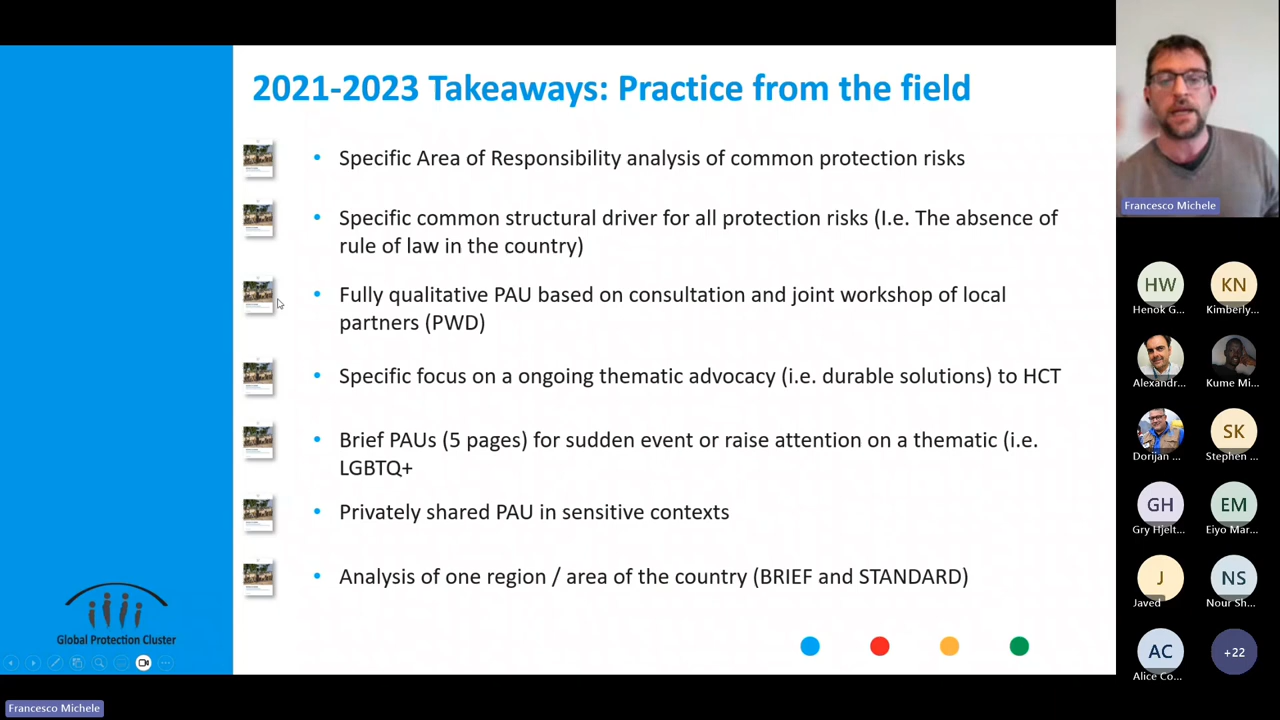 2021-2023 Takeaways: Practice from the field
• Specific Area of Responsibility analysis of common protection risks
• Specific common structural driver for all protection risks (I.e. The absence of
rule of law in the country)
• Fully qualitative PAU based on consultation and joint workshop of local
partners (PWD)
• Specific focus on a ongoing thematic advocacy (i.e. durable solutions) to HCT
• Brief PAUs (5 pages) for sudden event or raise attention on a thematic (i.e.
LGBTQ+
• Privately shared PAU in sensitive contexts
• Analysis of one region / area of the country (BRIEF and STANDARD)
Global Protection Cluster
Francesco Michele
Francesco Michele
HW
Henok G...
KN
Kimberly...
Alexandr...
Kume Mi...
Dorijan ...
SK
Stephen ...
GH
Gry Hjelt...
EM
Eiyo Mar...
J
Javed
NS
Nour Sh...
AC
Alice Co...
+22